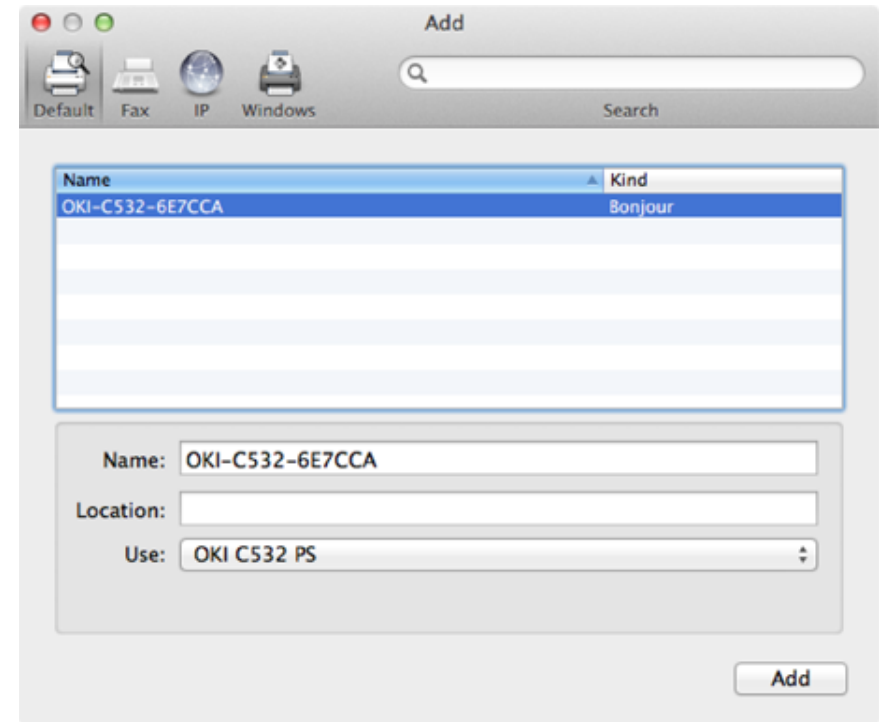 Add
Default Fax IP Windows Search
Name Kind
OKI-C532-6E7CCA Bonjour
Name: OKI-C532-6E7CCA
Location:
Use: OKI C532 PS
Add